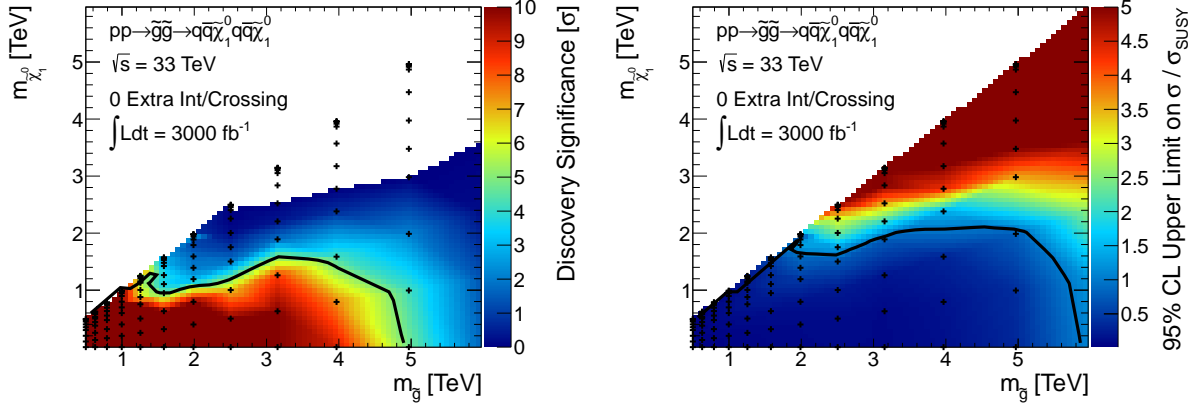 pp→g̃g̃→qq̄χ̃₁⁰qq̄χ̃₁⁰
√s = 33 TeV
0 Extra Int/Crossing
∫Ldt = 3000 fb⁻¹
m_χ̃₁⁰ [TeV]
5
4
3
2
1
0
1 2 3 4 5
m_g̃ [TeV]
10
9
8
7
6
5
4
3
2
1
0
Discovery Significance [σ]
pp→g̃g̃→qq̄χ̃₁⁰qq̄χ̃₁⁰
√s = 33 TeV
0 Extra Int/Crossing
∫Ldt = 3000 fb⁻¹
m_χ̃₁⁰ [TeV]
5
4
3
2
1
0
1 2 3 4 5
m_g̃ [TeV]
5
4.5
4
3.5
3
2.5
2
1.5
1
0.5
95% CL Upper Limit on σ / σ_SUSY